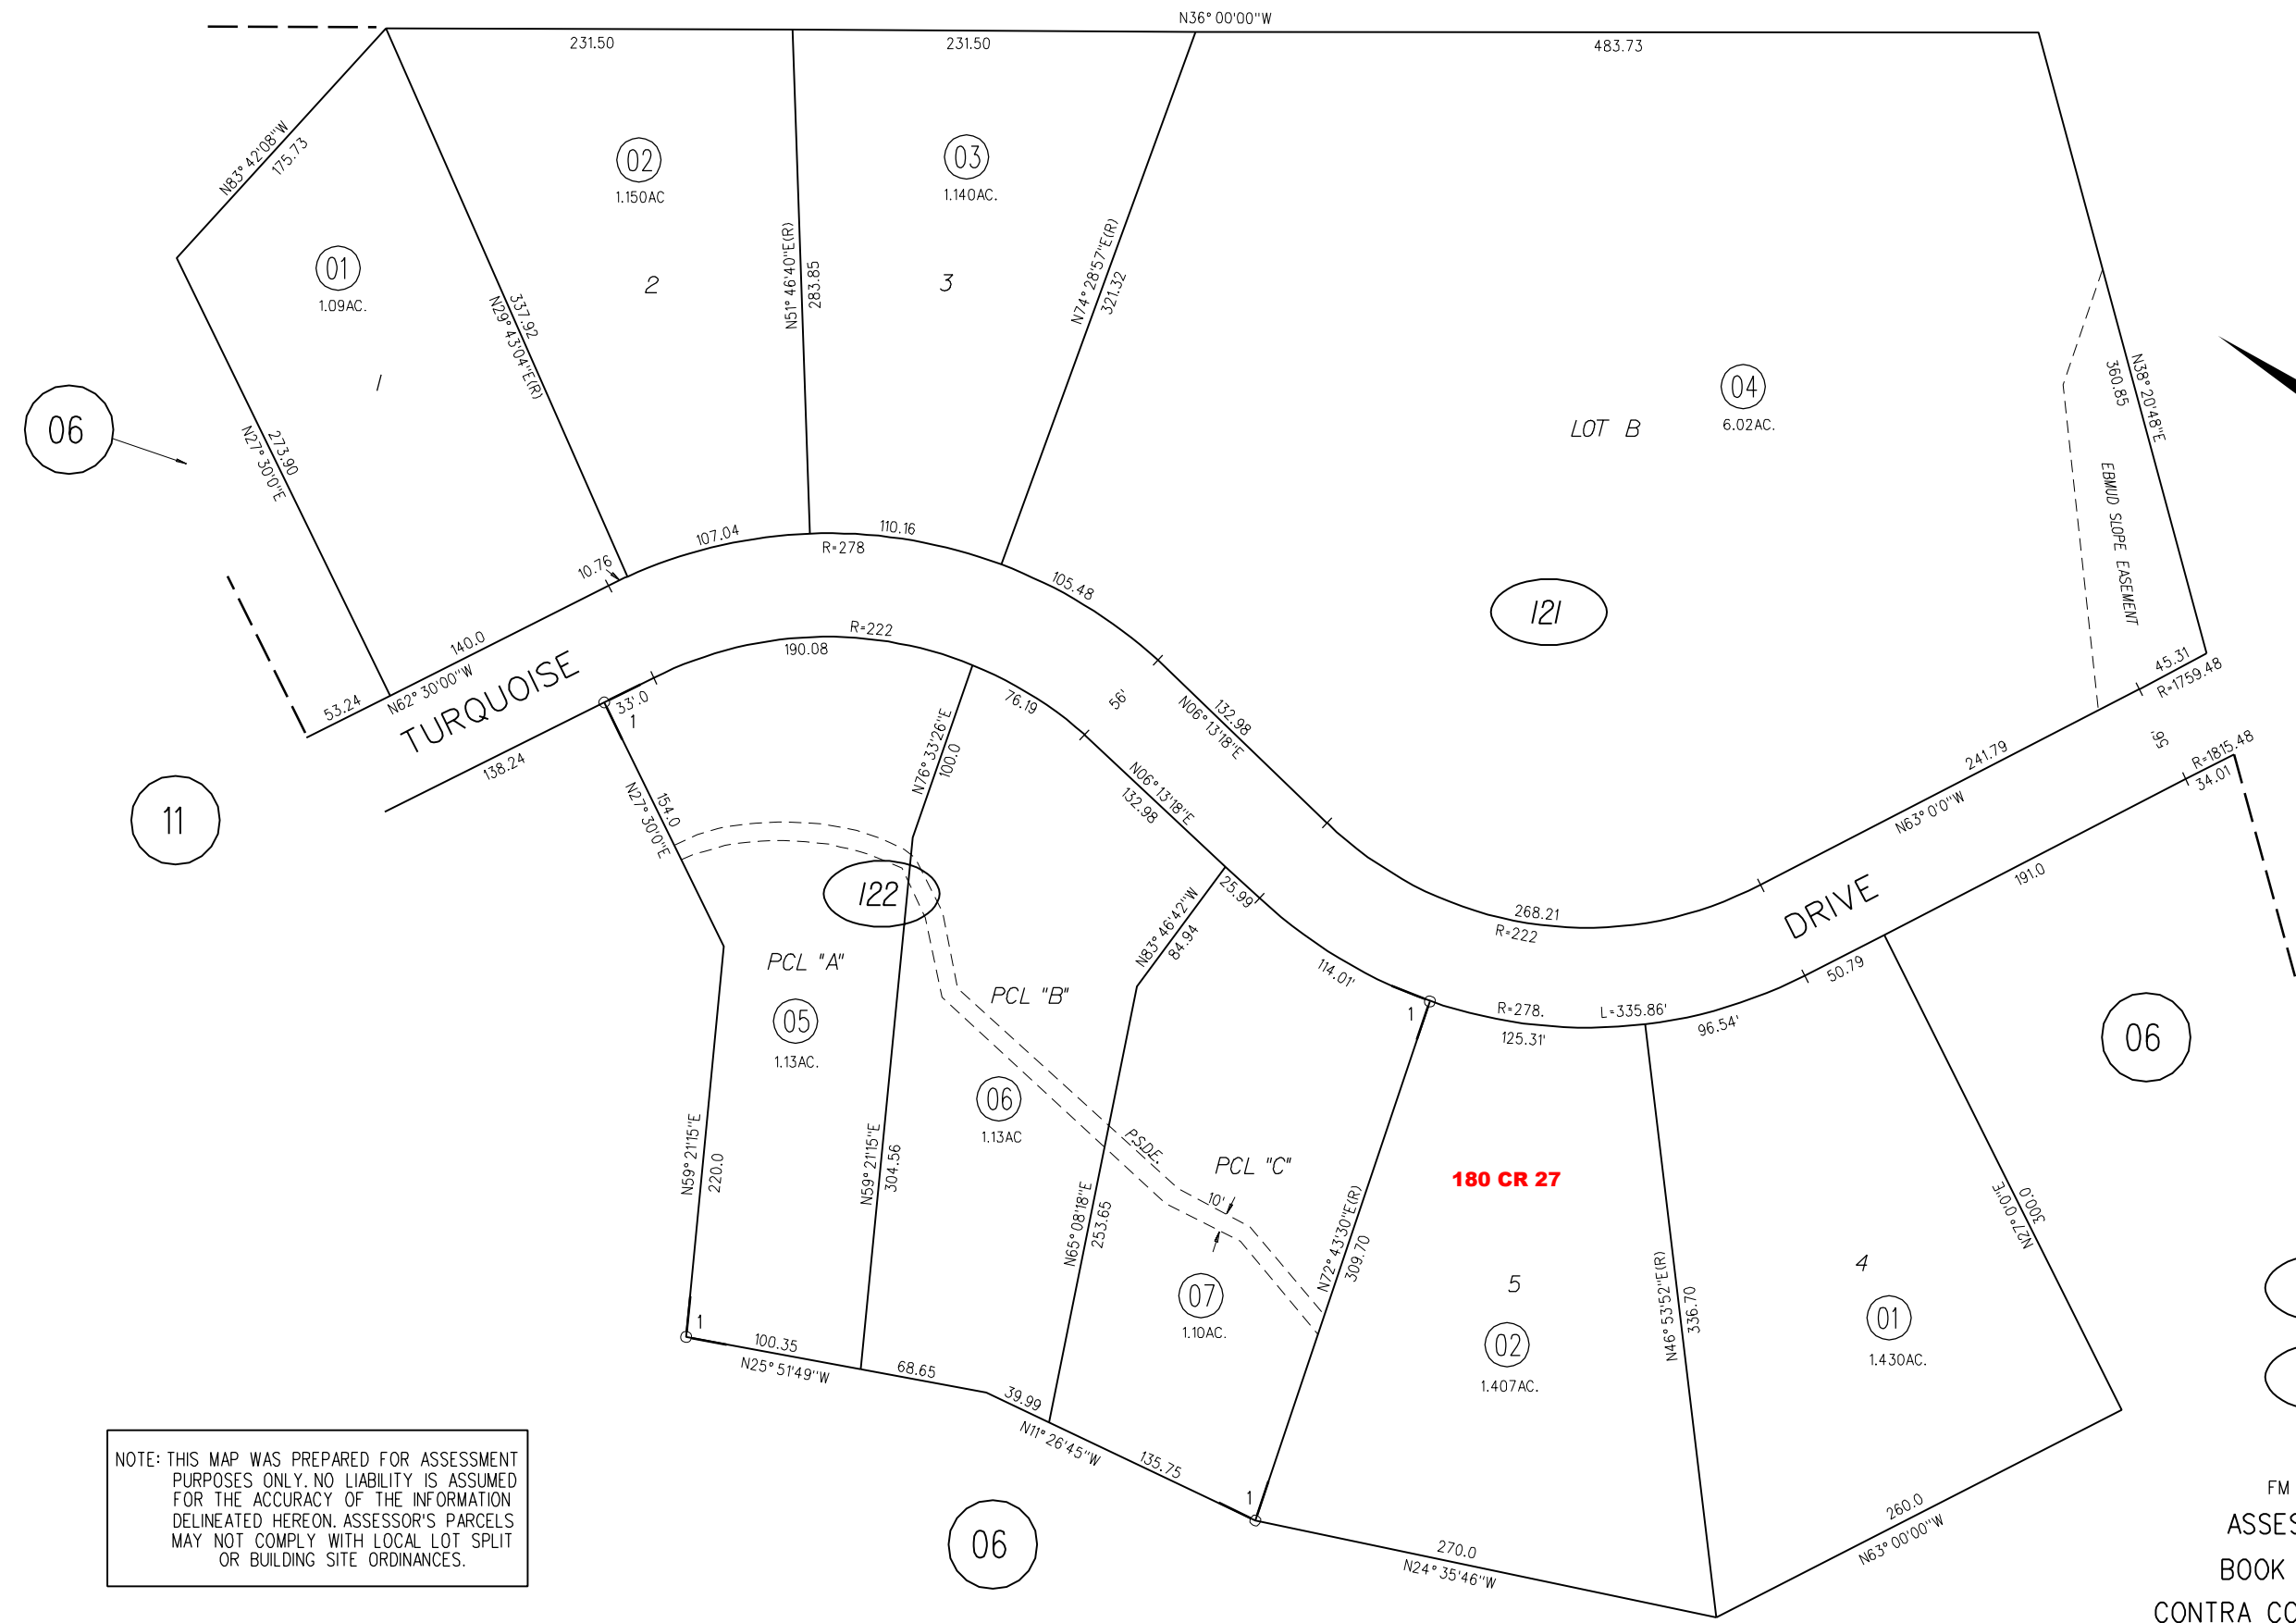 N36°00'00"W
231.50
231.50
483.73
N83°42'08"W
175.73
02
1.150AC
03
1.140AC.
01
1.09AC.
2
3
1
337.92
N29°43'04"E(R)
N51°46'40"E(R)
283.85
N74°28'57"E(R)
321.32
04
6.02AC.
LOT B
N38°20'48"E
360.85
EBMUD SLOPE EASEMENT
06
273.90
N27°30'0"E
10.76
107.04
110.16
R=278
105.48
121
140.0
N62°30'00"W
53.24
TURQUOISE
138.24
33'.0
1
R=222
190.08
76.19
56'
132.98
N06°13'18"E
N06°13'18"E
132.98
45.31
R=1759.48
56'
R=1815.48
34.01
241.79
N63°0'0"W
11
154.0
N27°30'0"E
N76°33'26"E
100.0
122
25.99
N83°46'42"W
84.94
268.21
R=222
DRIVE
191.0
50.79
PCL "A"
05
1.13AC.
PCL "B"
06
1.13AC
114.01'
1
R=278.
L=335.86'
125.31'
96.54'
06
N59°21'15"E
220.0
N59°21'15"E
304.56
P.S.D.E.
PCL "C"
10'
N65°08'18"E
253.65
07
1.10AC.
180 CR 27
N72°43'30"E(R)
309.70
5
02
1.407AC.
N46°53'52"E(R)
336.70
4
01
1.430AC.
300.0
N27°0'0"E
1
100.35
N25°51'49"W
68.65
39.99
N11°26'45"W
135.75
1
270.0
N24°35'46"W
260.0
N63°00'00"W
06
NOTE: THIS MAP WAS PREPARED FOR ASSESSMENT
PURPOSES ONLY. NO LIABILITY IS ASSUMED
FOR THE ACCURACY OF THE INFORMATION
DELINEATED HEREON. ASSESSOR'S PARCELS
MAY NOT COMPLY WITH LOCAL LOT SPLIT
OR BUILDING SITE ORDINANCES.
FM
ASSES
BOOK
CONTRA CO